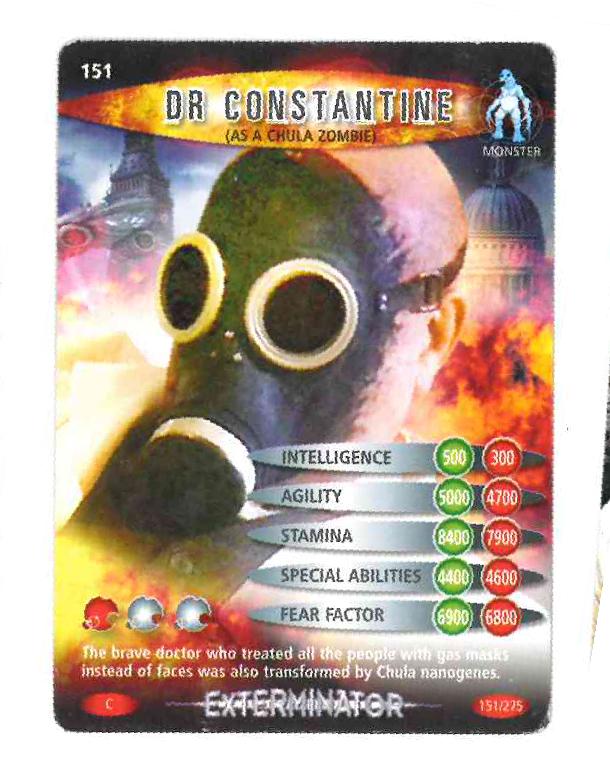 151
DR CONSTANTINE
(AS A CHULA ZOMBIE)
MONSTER
INTELLIGENCE 500 300
AGILITY 5000 4700
STAMINA 8400 7900
SPECIAL ABILITIES 4400 4600
FEAR FACTOR 6900 6800
The brave doctor who treated all the people with gas masks
instead of faces was also transformed by Chula nanogenes.
C EXTERMINATOR 151/275